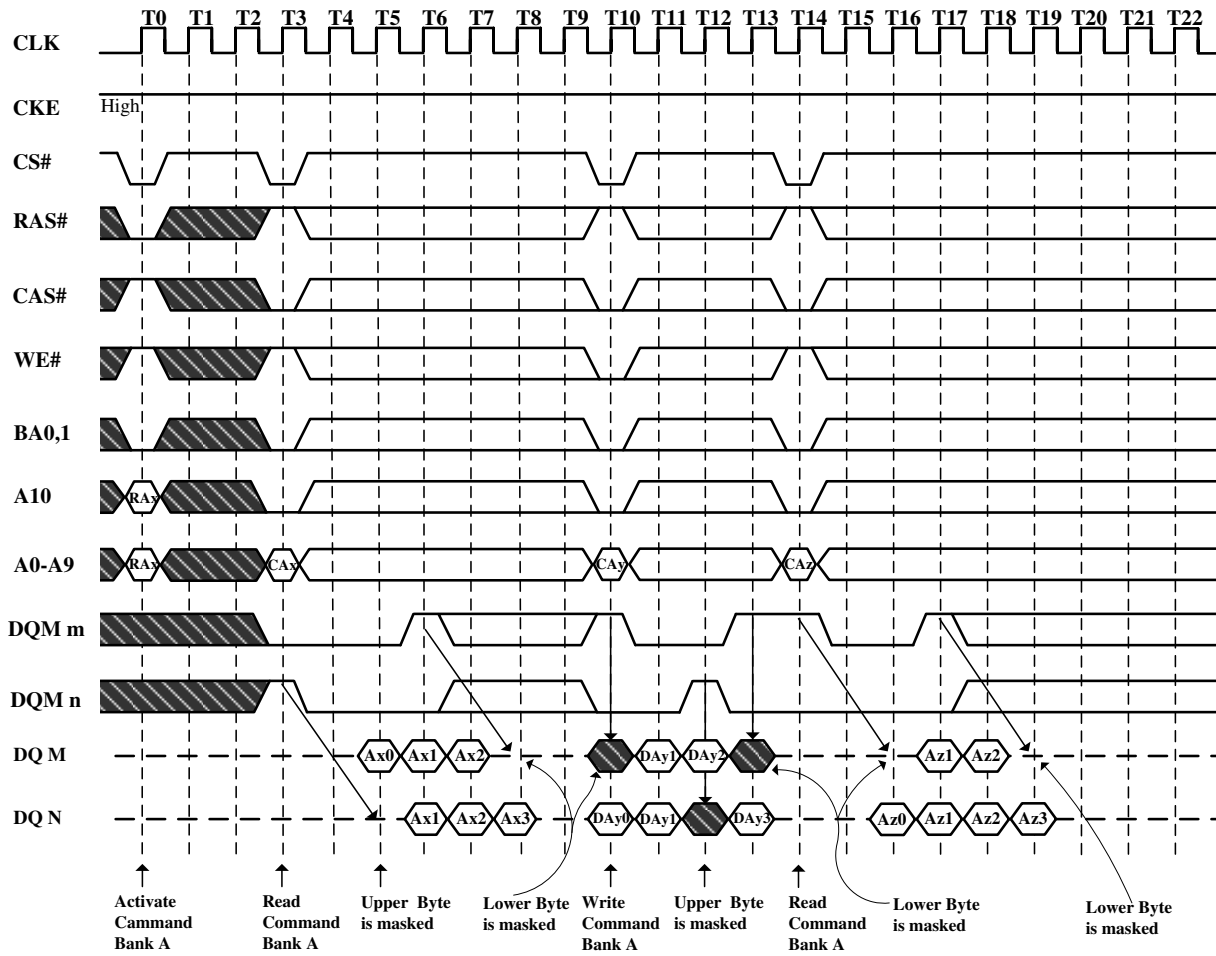 T0 T1 T2 T3 T4 T5 T6 T7 T8 T9 T10 T11 T12 T13 T14 T15 T16 T17 T18 T19 T20 T21 T22
CLK
CKE
High
CS#
RAS#
CAS#
WE#
BA0,1
A10
RAx
A0-A9
RAx CAx CAy CAz
DQM m
DQM n
DQ M
Ax0 Ax1 Ax2 DAy1 DAy2 Az1 Az2
DQ N
Ax1 Ax2 Ax3 DAy0 DAy1 DAy3 Az0 Az1 Az2 Az3
Activate
Cammand
Bank A
Read
Command
Bank A
Upper Byte
is masked
Lower Byte
is masked
Write
Command
Bank A
Upper Byte
is masked
Read
Command
Bank A
Lower Byte
is masked
Lower Byte
is masked